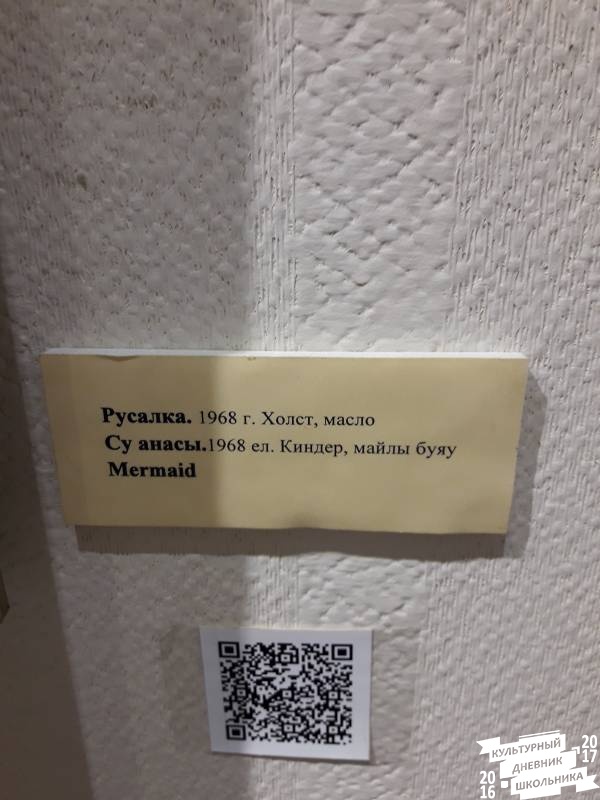 Русалка. 1968 г. Холст, масло
Су анасы.1968 ел. Киндер, майлы буяу
Mermaid
КУЛЬТУРНЫЙ
ДНЕВНИК
ШКОЛЬНИКА
2016
2017